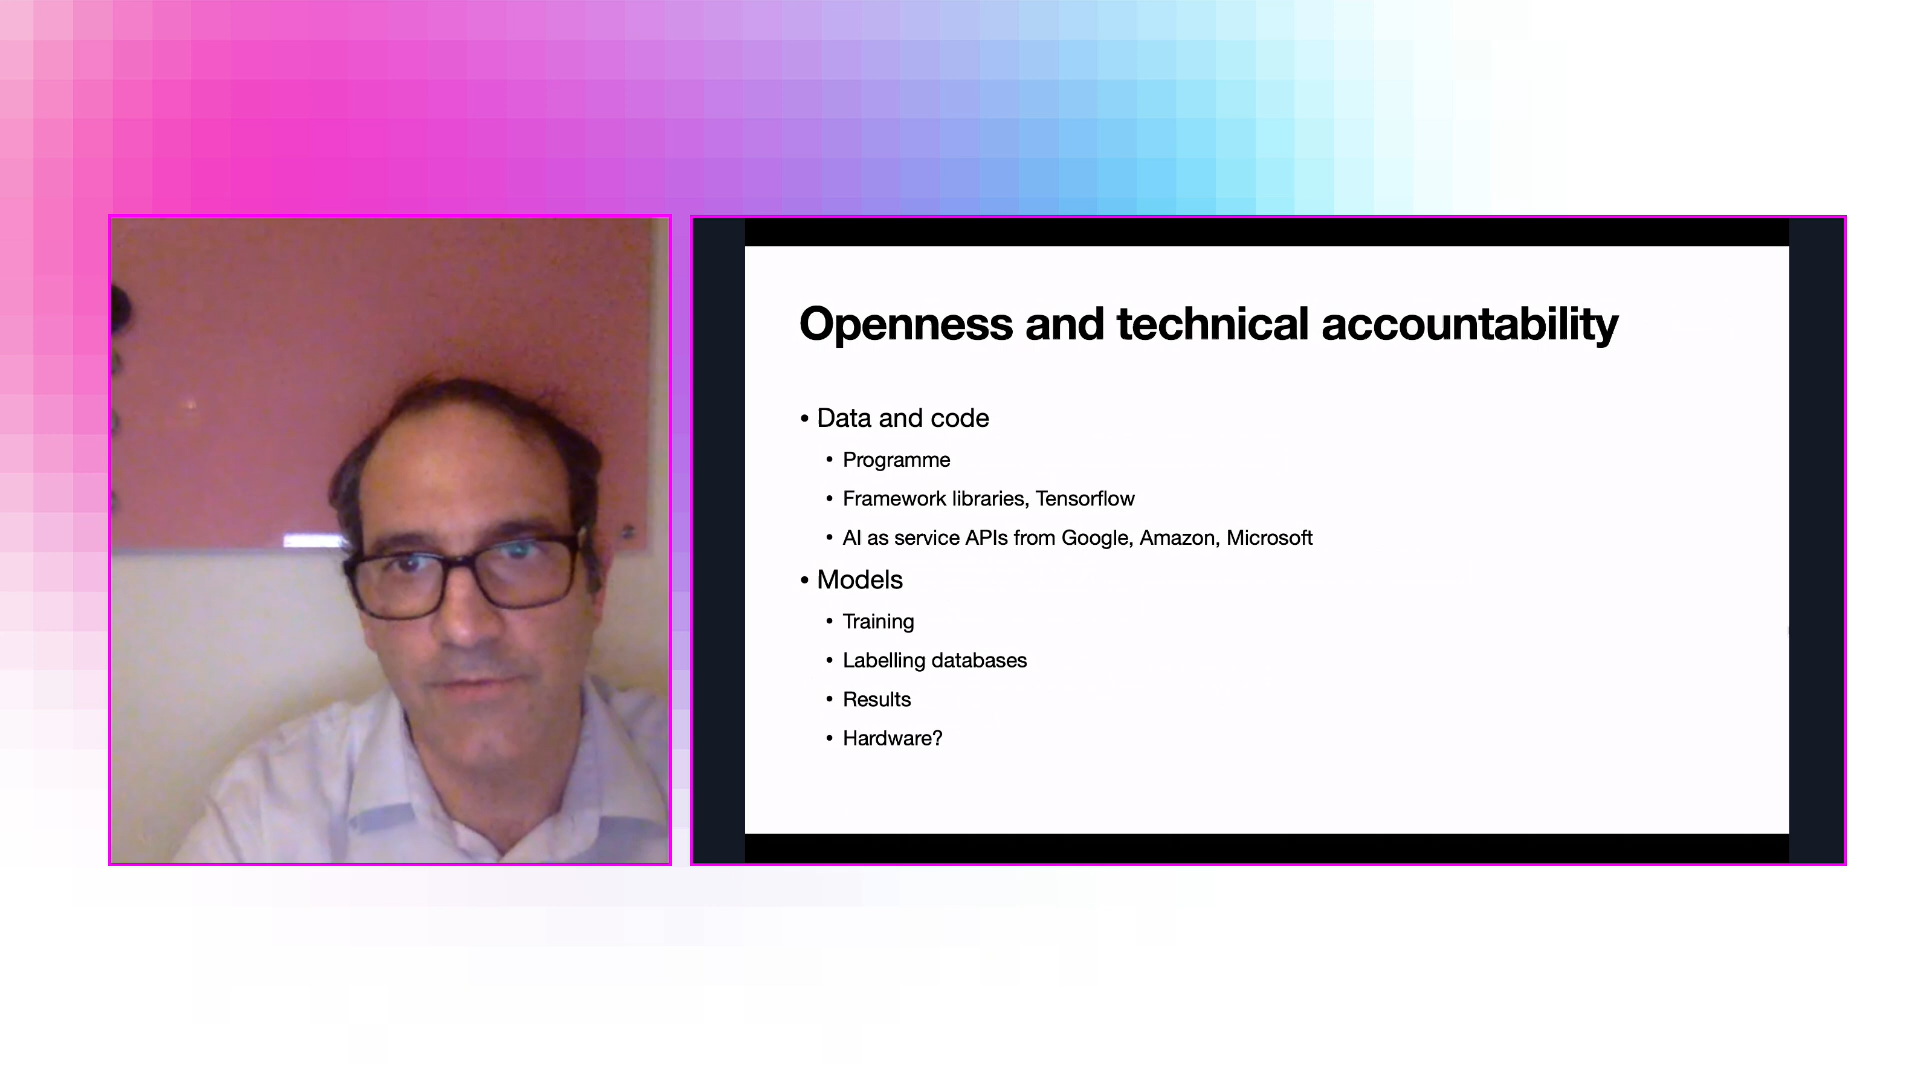 Openness and technical accountability
• Data and code
• Programme
• Framework libraries, Tensorflow
• AI as service APIs from Google, Amazon, Microsoft
• Models
• Training
• Labelling databases
• Results
• Hardware?